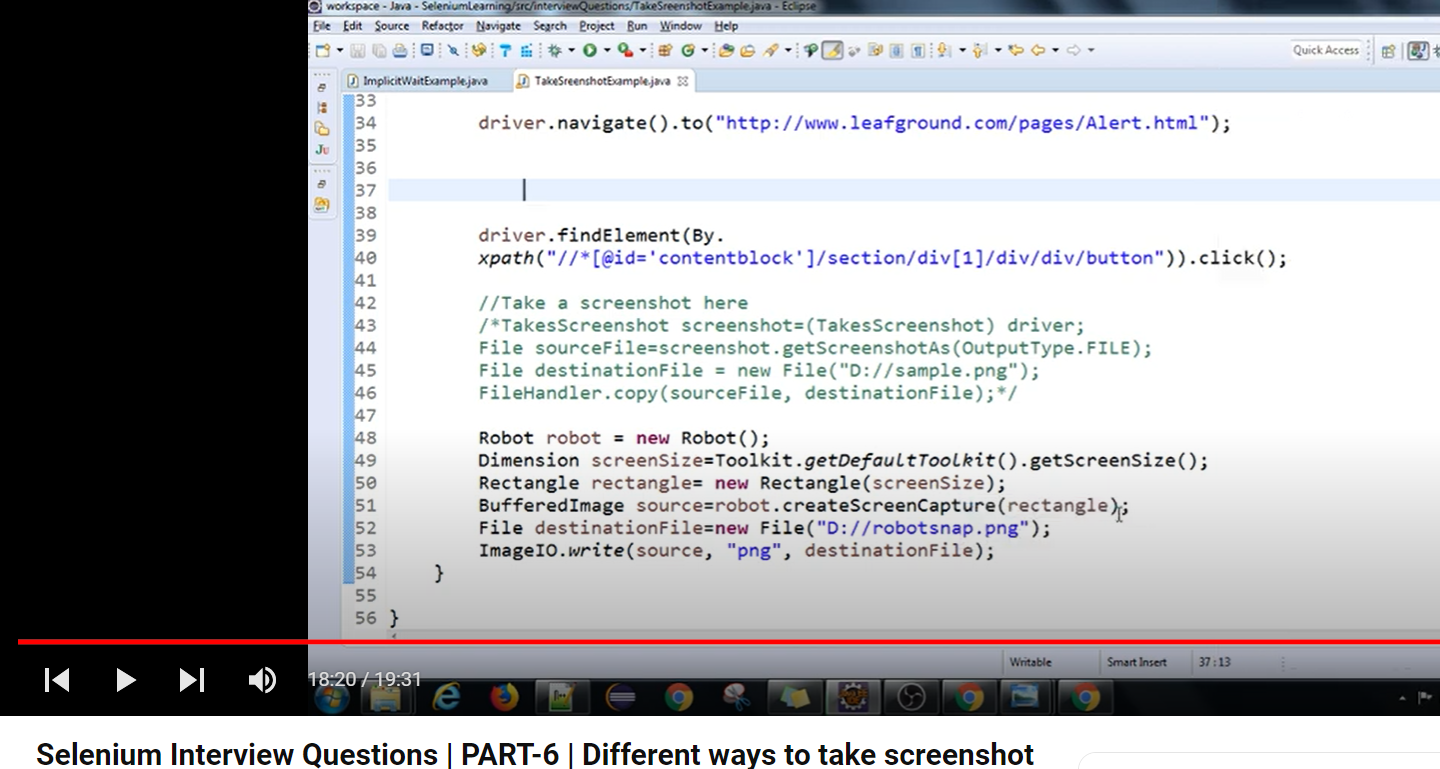 workspace - Java - SeleniumLearning/src/interviewQuestions/TakeSreenshotExample.java - Eclipse
File Edit Source Refactor Navigate Search Project Run Window Help
Quick Access
ImplicitWaitExample.java TakeSreenshotExample.java
33
34 driver.navigate().to("http://www.leafground.com/pages/Alert.html");
35
36
37
38
39 driver.findElement(By.
40 xpath("//*[@id='contentblock']/section/div[1]/div/div/button")).click();
41
42 //Take a screenshot here
43 /*TakesScreenshot screenshot=(TakesScreenshot) driver;
44 File sourceFile=screenshot.getScreenshotAs(OutputType.FILE);
45 File destinationFile = new File("D://sample.png");
46 FileHandler.copy(sourceFile, destinationFile);*/
47
48 Robot robot = new Robot();
49 Dimension screenSize=Toolkit.getDefaultToolkit().getScreenSize();
50 Rectangle rectangle= new Rectangle(screenSize);
51 BufferedImage source=robot.createScreenCapture(rectangle);
52 File destinationFile=new File("D://robotsnap.png");
53 ImageIO.write(source, "png", destinationFile);
54 }
55
56 }
Writable Smart Insert 37:13
18:20 / 19:31
Selenium Interview Questions | PART-6 | Different ways to take screenshot